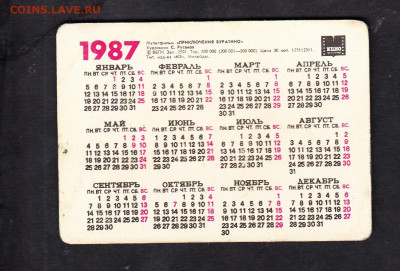 COINS.LAVE.RU
1987
Мультфильм «ПРИКЛЮЧЕНИЯ БУРАТИНО»
Художник С. Русаков
© ВБПК Зак.
Цена 36 коп.
КЦЭО
ЯНВАРЬ
ПН. ВТ СР ЧТ. ПТ. СБ. ВС.
1 2 3 4
5 6 7 8 9 10 11
12 13 14 15 16 17 18
19 20 21 22 23 24 25
26 27 28 29 30 31
ФЕВРАЛЬ
ПН. ВТ СР ЧТ. ПТ. СБ. ВС.
1
2 3 4 5 6 7 8
9 10 11 12 13 14 15
16 17 18 19 20 21 22
23 24 25 26 27 28
МАРТ
ПН. ВТ СР ЧТ. ПТ. СБ. ВС.
1
2 3 4 5 6 7 8
9 10 11 12 13 14 15
16 17 18 19 20 21 22
23 24 25 26 27 28 29
30 31
АПРЕЛЬ
ПН. ВТ СР ЧТ. ПТ. СБ. ВС.
1 2 3 4 5
6 7 8 9 10 11 12
13 14 15 16 17 18 19
20 21 22 23 24 25 26
27 28 29 30
МАЙ
ПН. ВТ СР ЧТ. ПТ. СБ. ВС.
1 2 3
4 5 6 7 8 9 10
11 12 13 14 15 16 17
18 19 20 21 22 23 24
25 26 27 28 29 30 31
ИЮНЬ
ПН. ВТ СР ЧТ. ПТ. СБ. ВС.
1 2 3 4 5 6 7
8 9 10 11 12 13 14
15 16 17 18 19 20 21
22 23 24 25 26 27 28
29 30
ИЮЛЬ
ПН. ВТ СР ЧТ. ПТ. СБ. ВС.
1 2 3 4 5
6 7 8 9 10 11 12
13 14 15 16 17 18 19
20 21 22 23 24 25 26
27 28 29 30 31
АВГУСТ
ПН. ВТ СР ЧТ. ПТ. СБ. ВС.
1 2
3 4 5 6 7 8 9
10 11 12 13 14 15 16
17 18 19 20 21 22 23
24 25 26 27 28 29 30
31
СЕНТЯБРЬ
ПН. ВТ СР ЧТ. ПТ. СБ. ВС.
1 2 3 4 5 6
7 8 9 10 11 12 13
14 15 16 17 18 19 20
21 22 23 24 25 26 27
28 29 30
ОКТЯБРЬ
ПН. ВТ СР ЧТ. ПТ. СБ. ВС.
1 2 3 4
5 6 7 8 9 10 11
12 13 14 15 16 17 18
19 20 21 22 23 24 25
26 27 28 29 30 31
НОЯБРЬ
ПН. ВТ СР ЧТ. ПТ. СБ. ВС.
1
2 3 4 5 6 7 8
9 10 11 12 13 14 15
16 17 18 19 20 21 22
23 24 25 26 27 28 29
30
ДЕКАБРЬ
ПН. ВТ СР ЧТ. ПТ. СБ. ВС.
1 2 3 4 5 6
7 8 9 10 11 12 13
14 15 16 17 18 19 20
21 22 23 24 25 26 27
28 29 30 31
coins.lave.ru